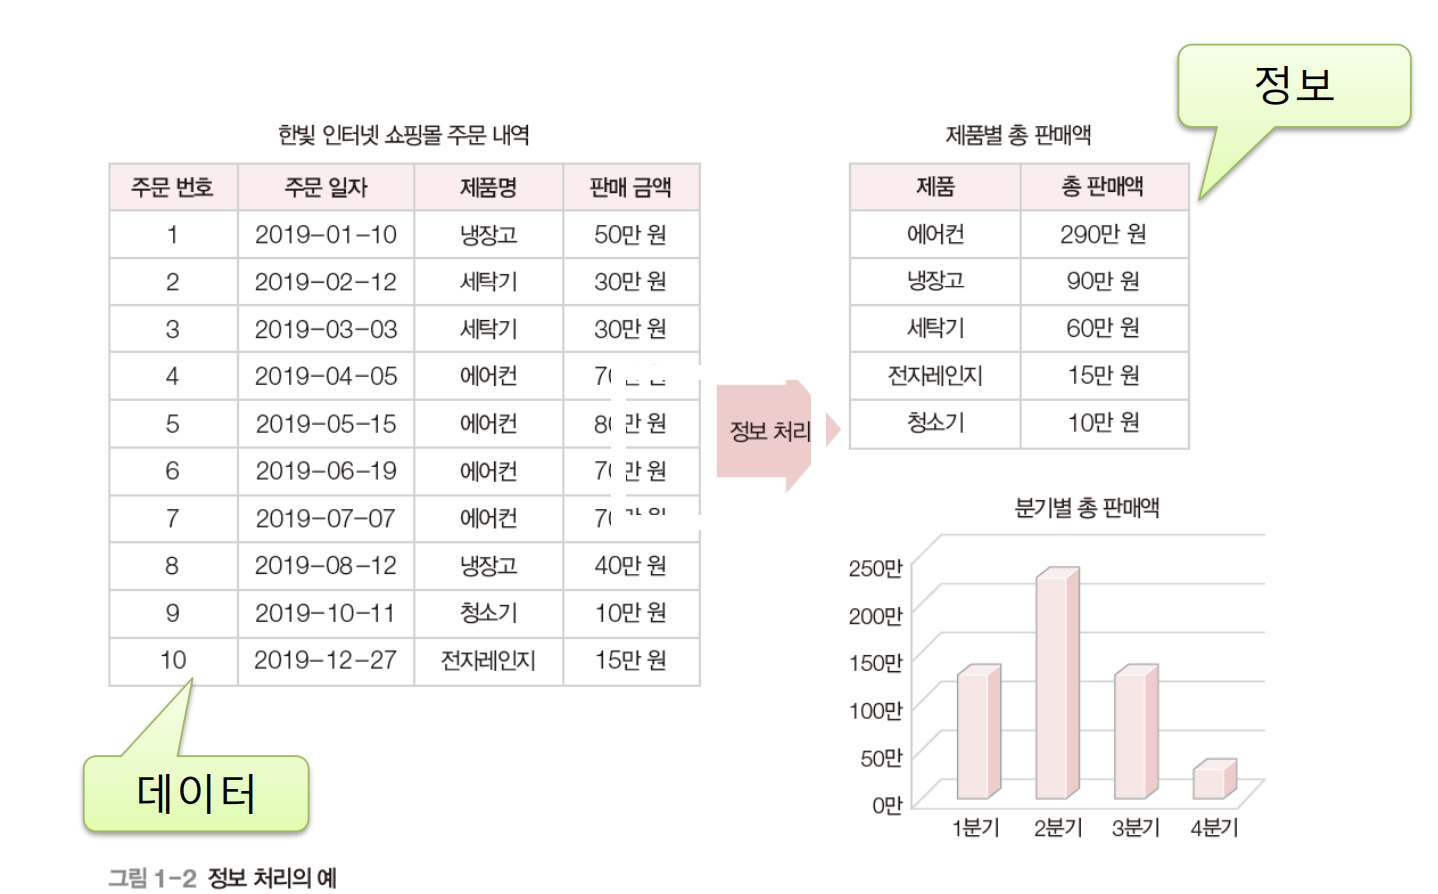 정보
한빛 인터넷 쇼핑몰 주문 내역
주문 번호 주문 일자 제품명 판매 금액
1 2019-01-10 냉장고 50만 원
2 2019-02-12 세탁기 30만 원
3 2019-03-03 세탁기 30만 원
4 2019-04-05 에어컨
5 2019-05-15 에어컨 만 원
6 2019-06-19 에어컨 만 원
7 2019-07-07 에어컨
8 2019-08-12 냉장고 40만 원
9 2019-10-11 청소기 10만 원
10 2019-12-27 전자레인지 15만 원
데이터
정보 처리
제품별 총 판매액
제품 총 판매액
에어컨 290만 원
냉장고 90만 원
세탁기 60만 원
전자레인지 15만 원
청소기 10만 원
분기별 총 판매액
250만
200만
150만
100만
50만
0만
1분기 2분기 3분기 4분기
그림 1-2 정보 처리의 예